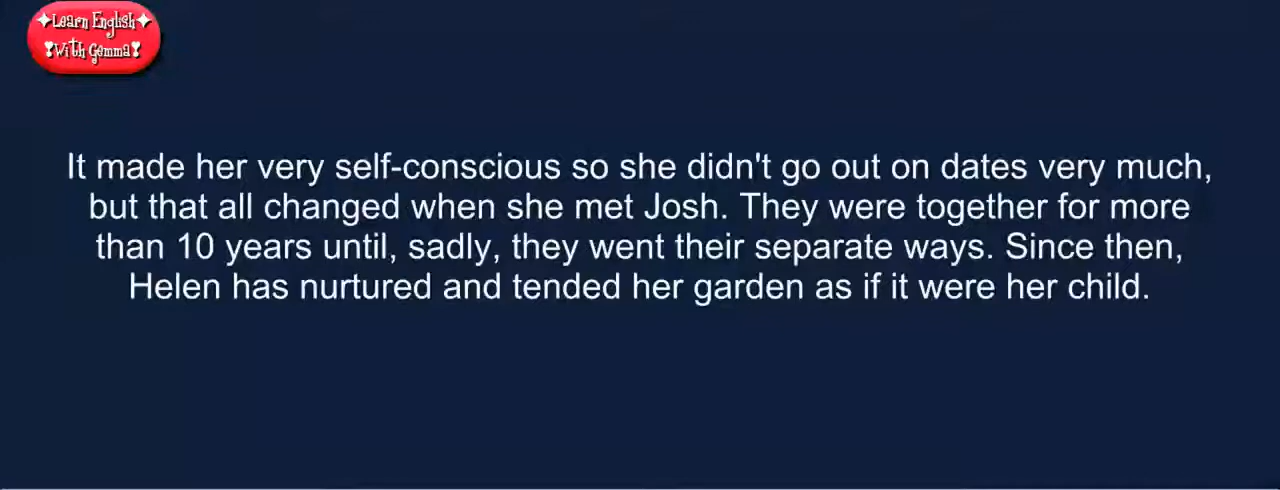 Learn English
With Gemma
It made her very self-conscious so she didn't go out on dates very much,
but that all changed when she met Josh. They were together for more
than 10 years until, sadly, they went their separate ways. Since then,
Helen has nurtured and tended her garden as if it were her child.